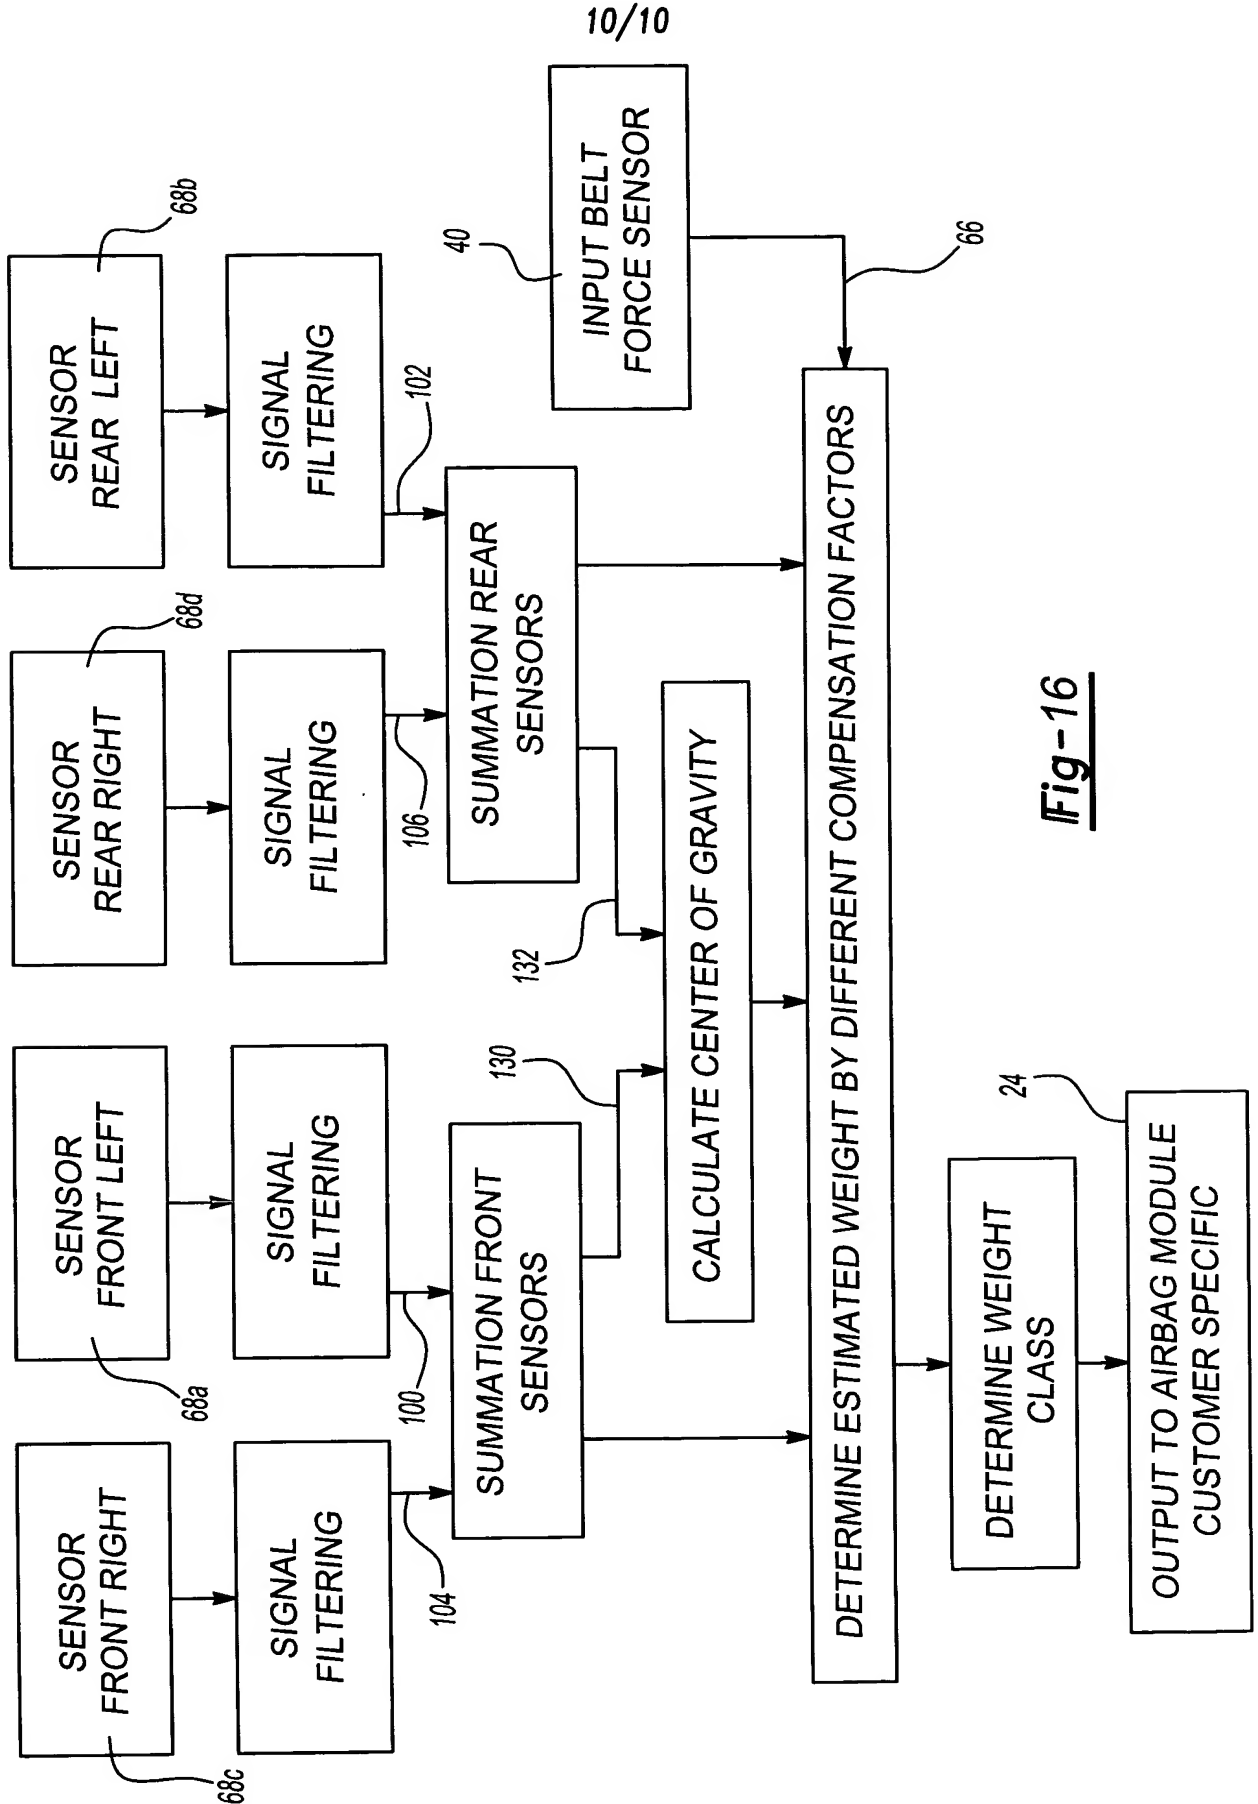 10/10
68c
SENSOR
FRONT RIGHT
68a
SENSOR
FRONT LEFT
68d
SENSOR
REAR RIGHT
68b
SENSOR
REAR LEFT
SIGNAL
FILTERING
SIGNAL
FILTERING
SIGNAL
FILTERING
SIGNAL
FILTERING
104
100
106
102
SUMMATION FRONT
SENSORS
SUMMATION REAR
SENSORS
40
INPUT BELT
FORCE SENSOR
130
132
66
CALCULATE CENTER OF GRAVITY
DETERMINE ESTIMATED WEIGHT BY DIFFERENT COMPENSATION FACTORS
DETERMINE WEIGHT
CLASS
24
OUTPUT TO AIRBAG MODULE
CUSTOMER SPECIFIC
Fig-16